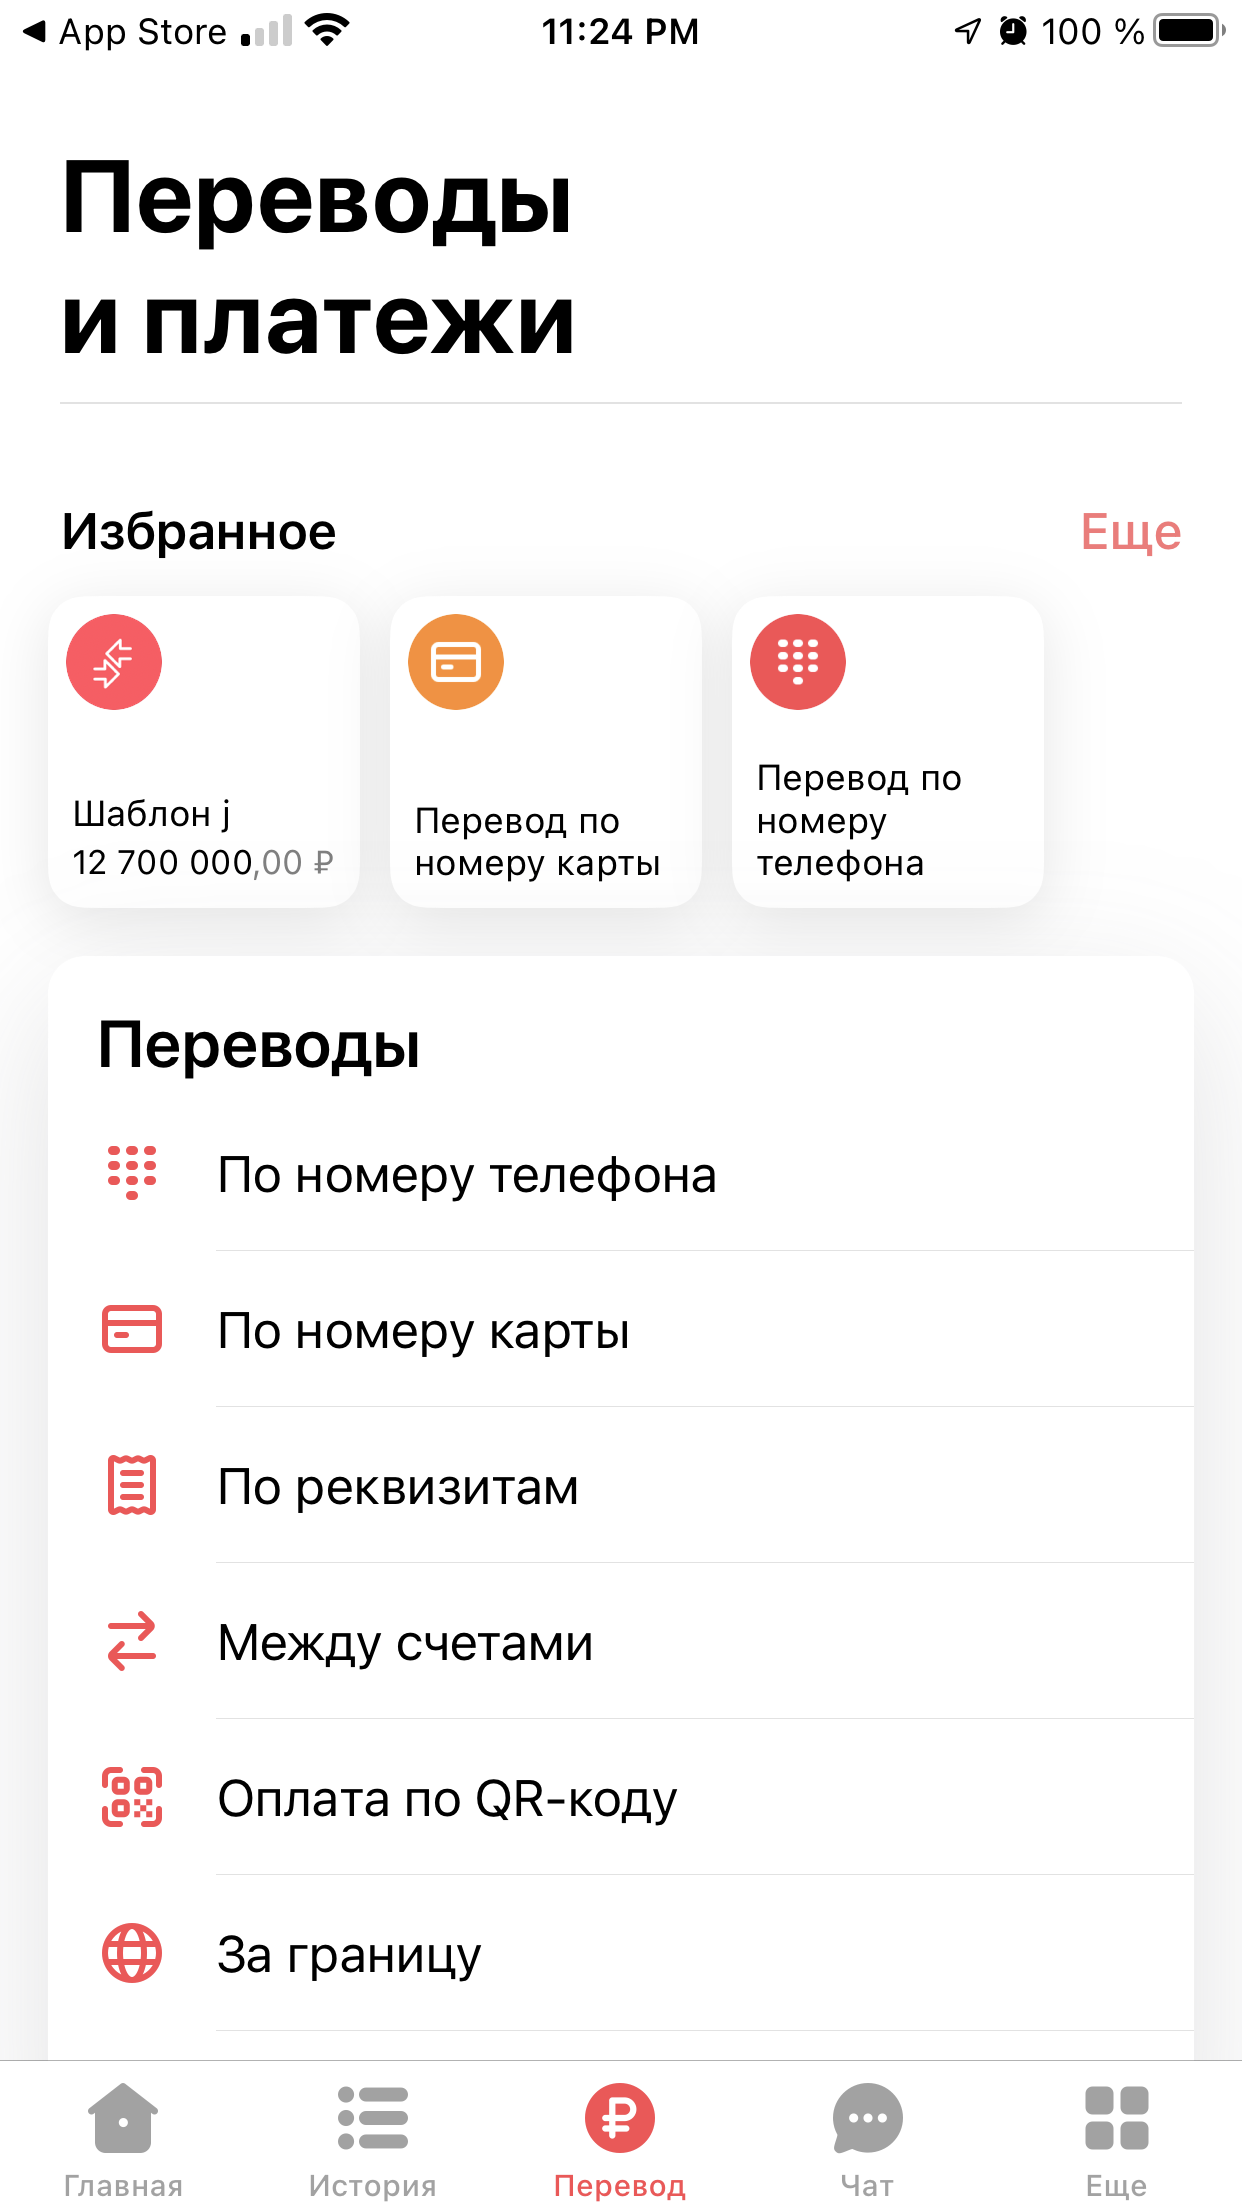 App Store
11:24 PM
100 %
Переводы
и платежи
Избранное
Еще
Шаблон j
12 700 000,00 ₽
Перевод по
номеру карты
Перевод по
номеру
телефона
Переводы
По номеру телефона
По номеру карты
По реквизитам
Между счетами
Оплата по QR-коду
За границу
Главная
История
Перевод
Чат
Еще